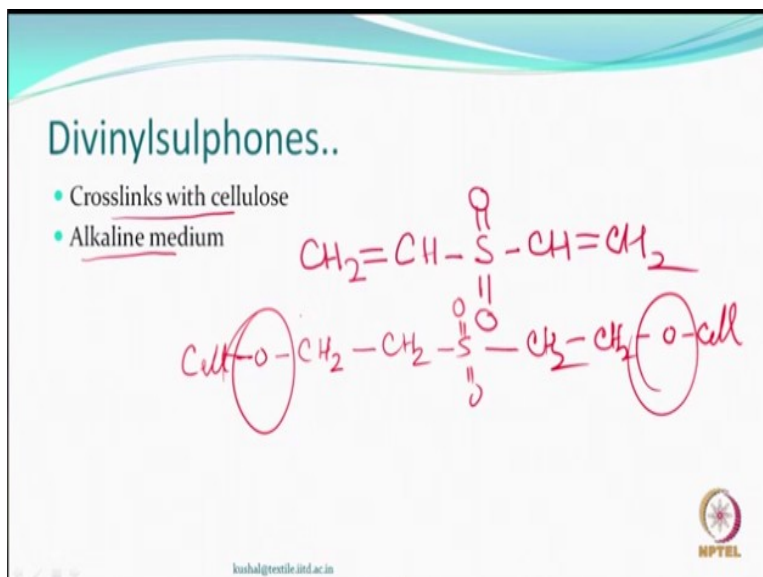 Divinylsulphones..
• Crosslinks with cellulose
• Alkaline medium
O
CH2=CH-S-CH=CH2
O
O
Cell-O-CH2-CH2-S-CH2-CH2-O-Cell
O
NPTEL
kushal@textile.iitd.ac.in